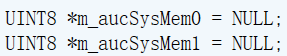 UINT8 *m_aucSysMem0 = NULL;
UINT8 *m_aucSysMem1 = NULL;